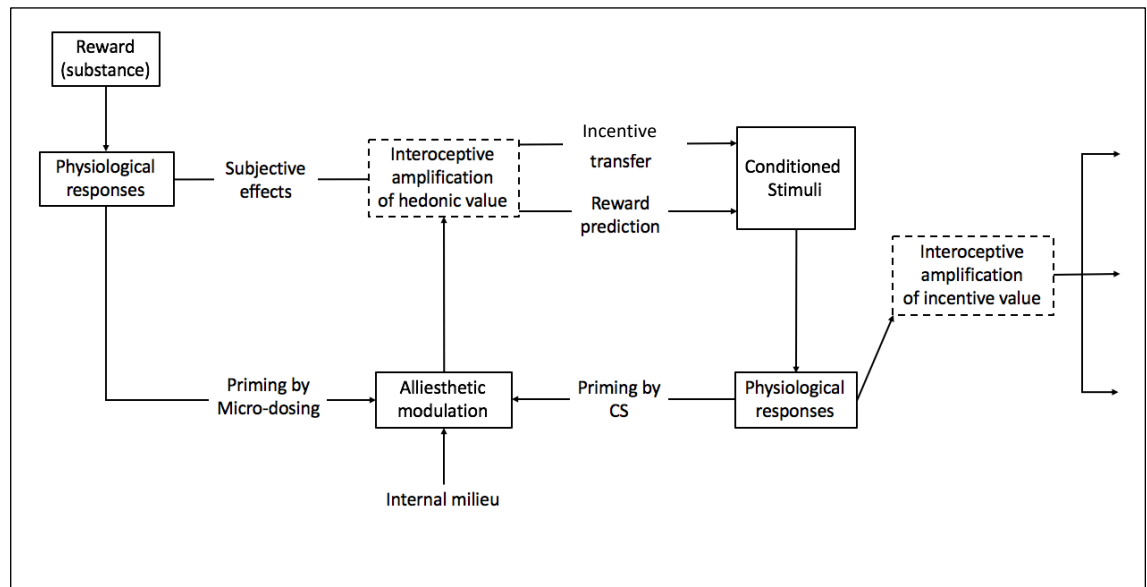 Reward
(substance)
Physiological
responses
Subjective
effects
Interoceptive
amplification
of hedonic value
Incentive
transfer
Reward
prediction
Conditioned
Stimuli
Interoceptive
amplification
of incentive value
Priming by
Micro-dosing
Alliesthetic
modulation
Priming by
CS
Physiological
responses
Internal milieu